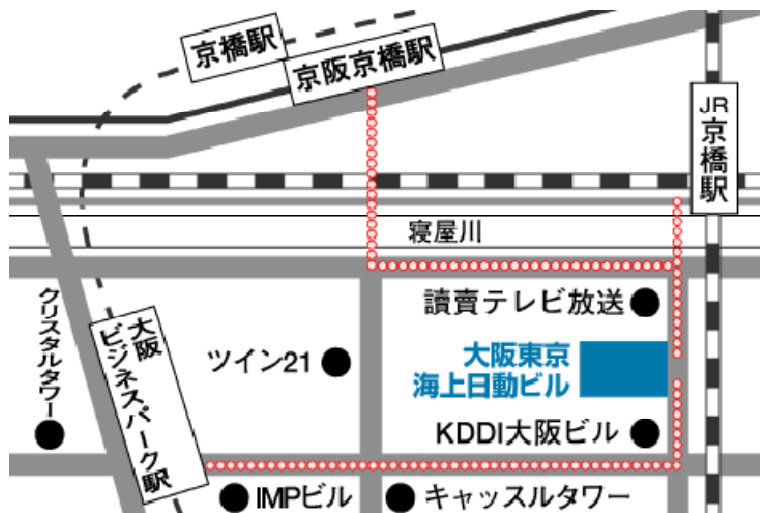 京橋駅
京阪京橋駅
JR
京橋駅
寝屋川
讀賣テレビ放送
クリスタルタワー
大阪
ビジネスパーク駅
ツイン21
大阪東京
海上日動ビル
KDDI大阪ビル
IMPビル
キャッスルタワー